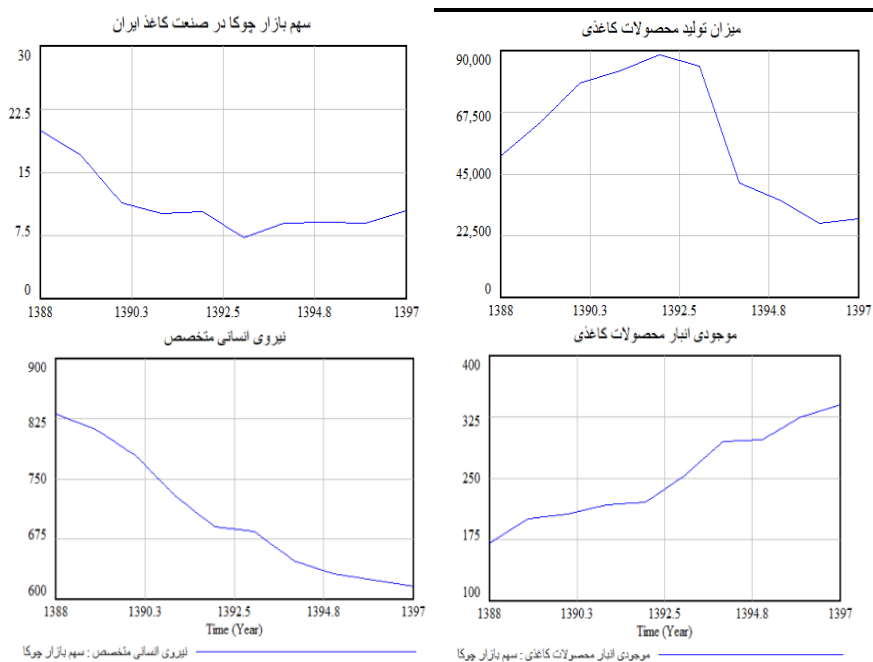 سهم بازار چوکا در صنعت کاغذ ایران
30
22.5
15
7.5
0
1388 1390.3 1392.5 1394.8 1397
میزان تولید محصولات کاغذی
90,000
67,500
45,000
22,500
0
1388 1390.3 1392.5 1394.8 1397
نیروی انسانی متخصص
900
825
750
675
600
1388 1390.3 1392.5 1394.8 1397
Time (Year)
نیروی انسانی متخصص : سهم بازار چوکا
موجودی انبار محصولات کاغذی
400
325
250
175
100
1388 1390.3 1392.5 1394.8 1397
Time (Year)
موجودی انبار محصولات کاغذی : سهم بازار چوکا